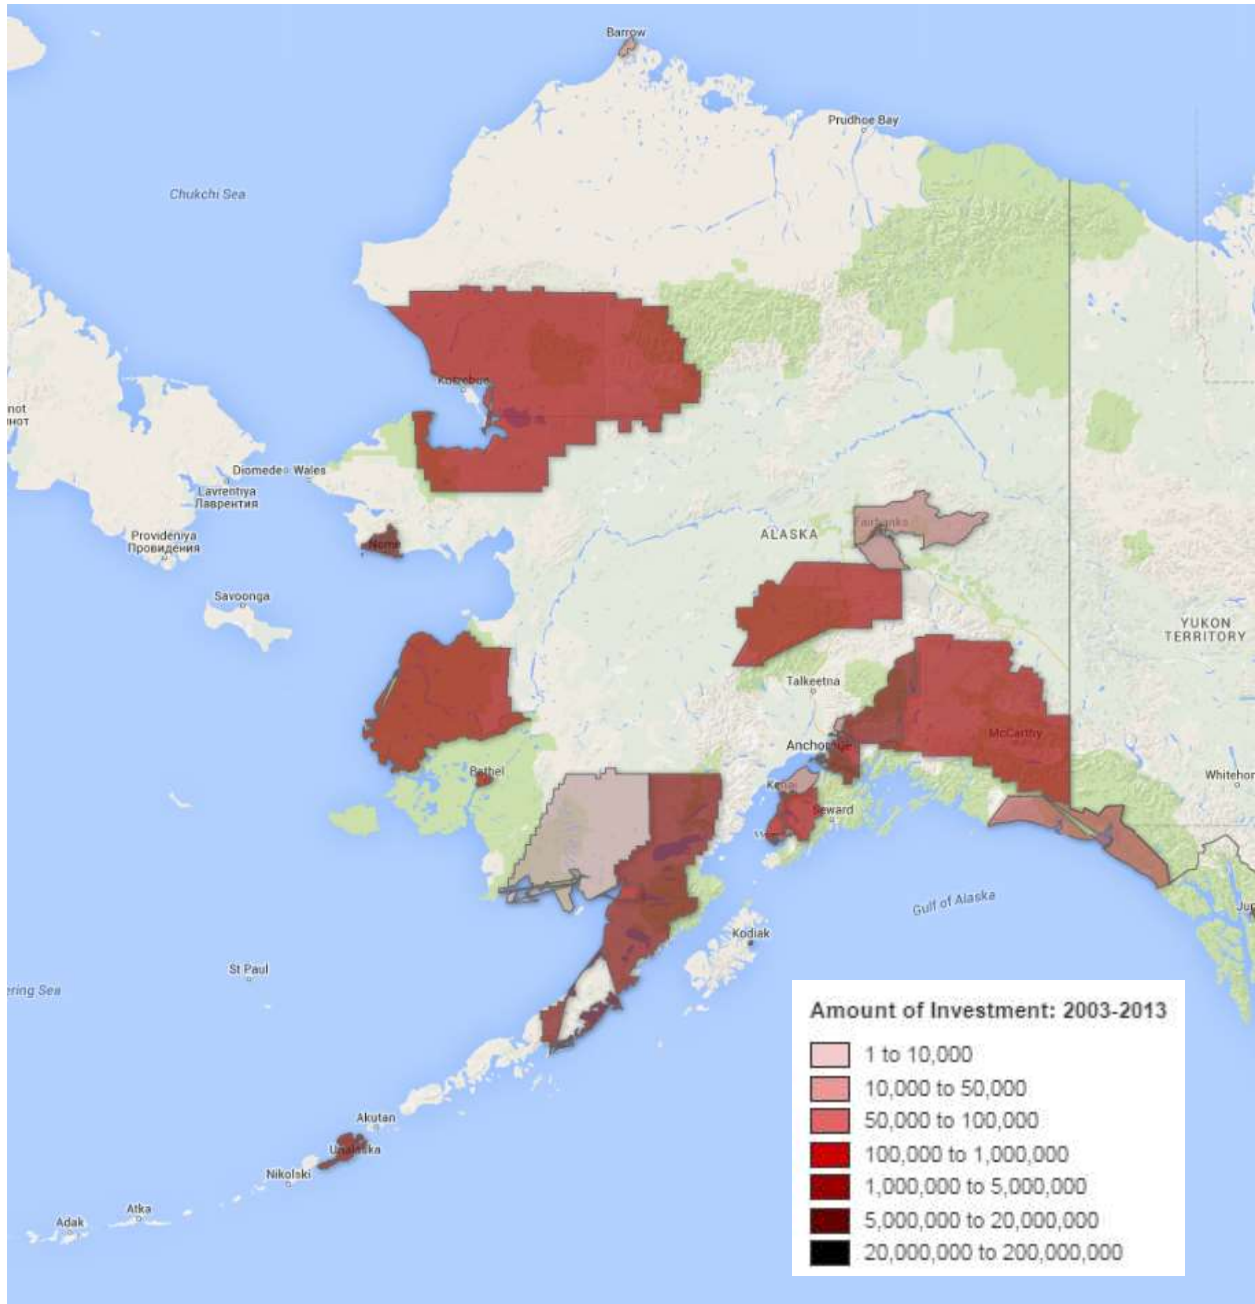 Barrow
Prudhoe Bay
Chukchi Sea
Kotzebue
Diomede
Wales
Lavrentiya
Лаврентия
Provideniya
Провидения
Savoonga
Nome
ALASKA
Fairbanks
YUKON
TERRITORY
Talkeetna
McCarthy
Anchorage
Bethel
Kenai
Seward
Gulf of Alaska
Kodiak
St Paul
ering Sea
Akutan
Unalaska
Nikolski
Atka
Adak
Whitehor
Amount of Investment: 2003-2013
1 to 10,000
10,000 to 50,000
50,000 to 100,000
100,000 to 1,000,000
1,000,000 to 5,000,000
5,000,000 to 20,000,000
20,000,000 to 200,000,000